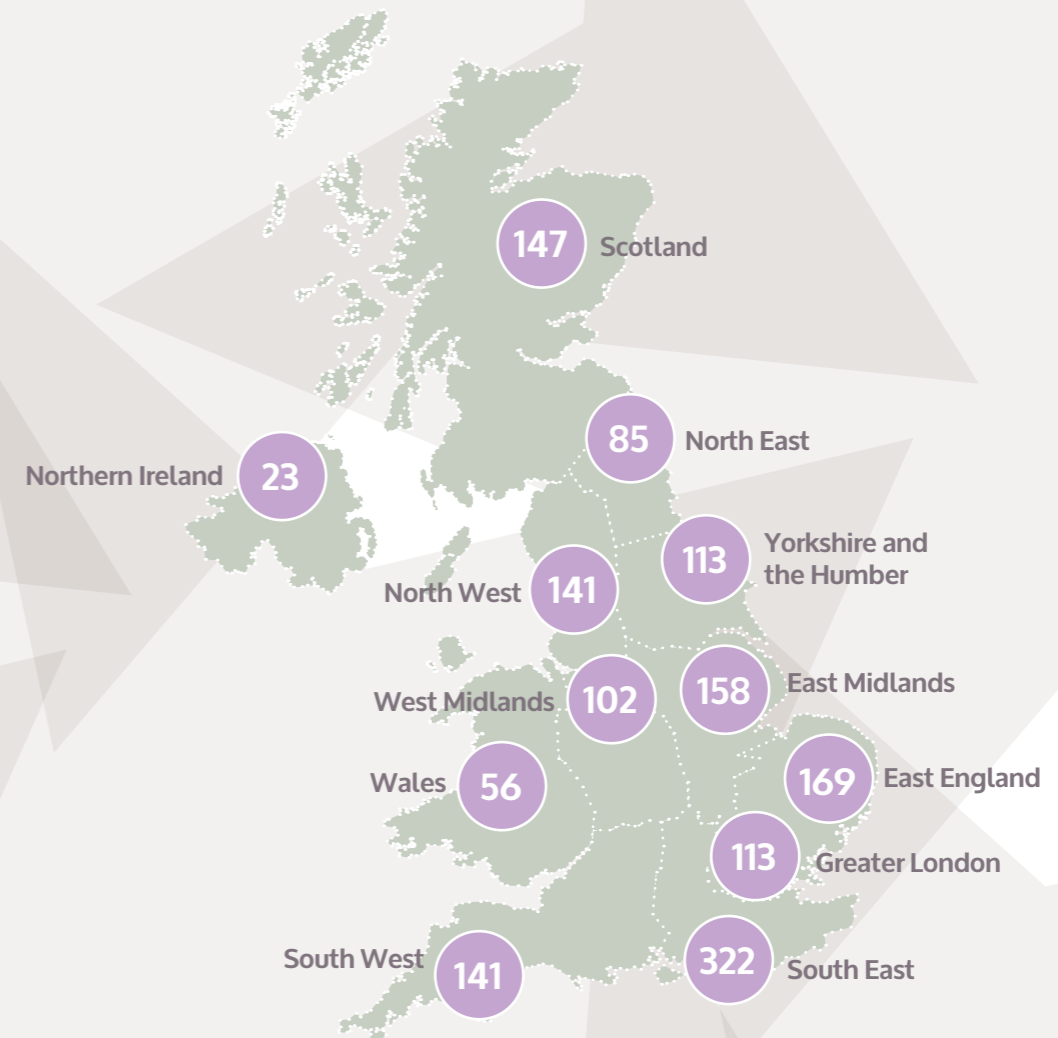 147 Scotland
85 North East
Northern Ireland 23
113 Yorkshire and
the Humber
North West 141
158 East Midlands
West Midlands 102
169 East England
Wales 56
113 Greater London
South West 141
322 South East